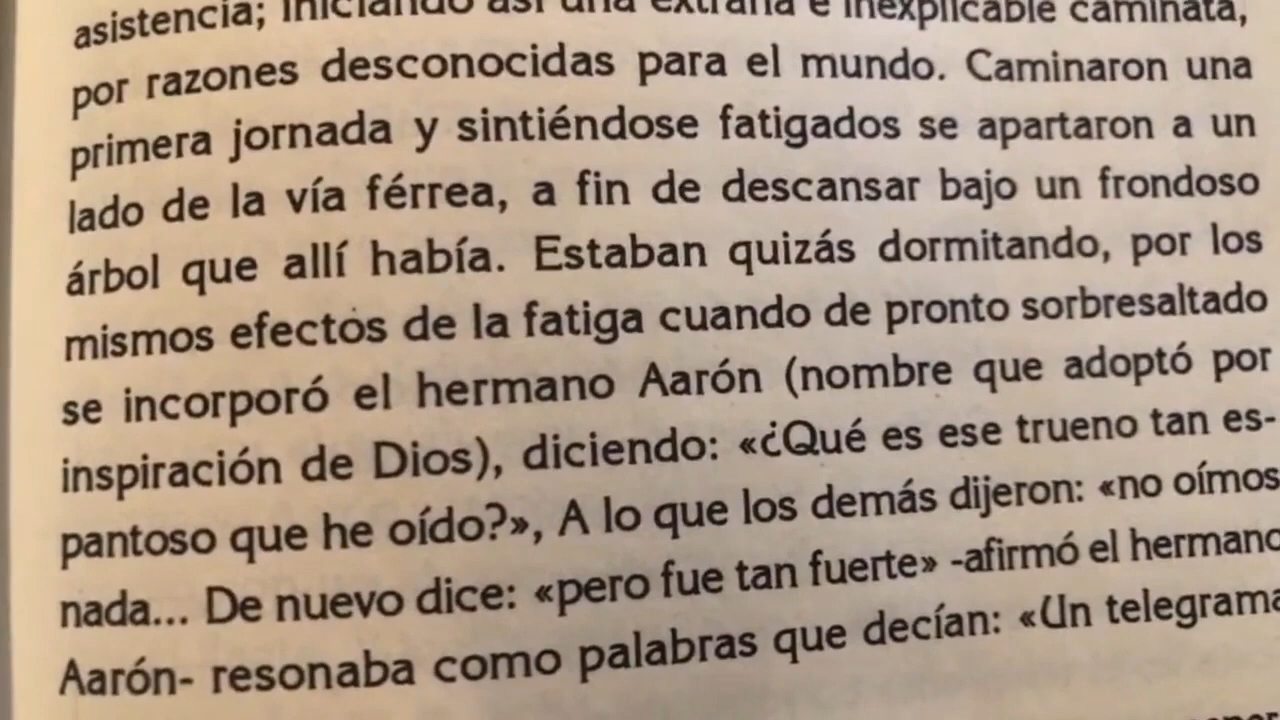 asistencia; iniciando así una extraña e inexplicable caminata,
por razones desconocidas para el mundo. Caminaron una
primera jornada y sintiéndose fatigados se apartaron a un
lado de la vía férrea, a fin de descansar bajo un frondoso
árbol que allí había. Estaban quizás dormitando, por los
mismos efectos de la fatiga cuando de pronto sorbresaltado
se incorporó el hermano Aarón (nombre que adoptó por
inspiración de Dios), diciendo: «¿Qué es ese trueno tan es-
pantoso que he oído?», A lo que los demás dijeron: «no oímos
nada... De nuevo dice: «pero fue tan fuerte» -afirmó el hermano
Aarón- resonaba como palabras que decían: «Un telegrama